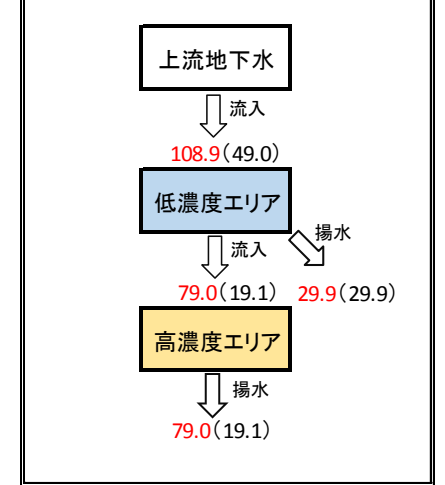 上流地下水
流入
108.9(49.0)
低濃度エリア
揚水
流入
79.0(19.1) 29.9(29.9)
高濃度エリア
揚水
79.0(19.1)